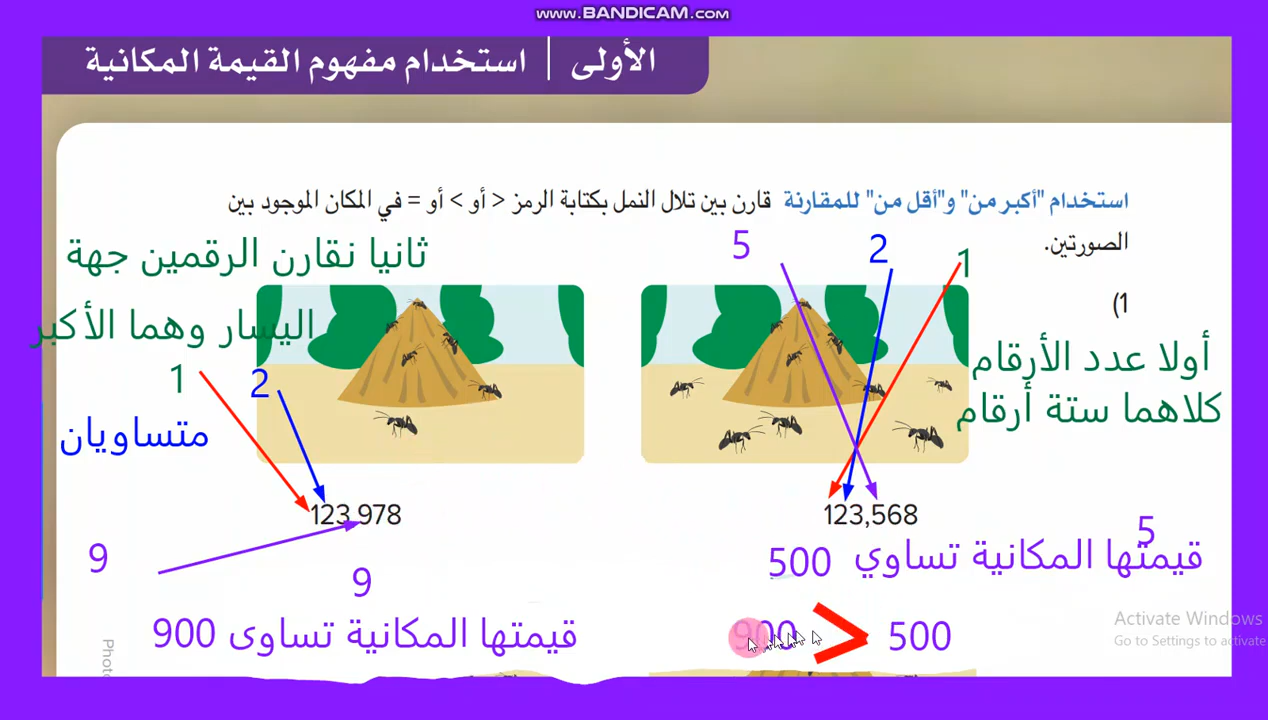 WWW.BANDICAM.COM
الأولى | استخدام مفهوم القيمة المكانية
استخدام "أكبر من" و"أقل من" للمقارنة قارن بين تلال النمل بكتابة الرمز < أو > أو = في المكان الموجود بين
الصورتين.
5
2
1
(1
أولا عدد الأرقام
كلاهما ستة أرقام
ثانيا نقارن الرقمين جهة
اليسار وهما الأكبر
1
2
متساويان
123,568
123,978
5
قيمتها المكانية تساوي 500
9
9
قيمتها المكانية تساوى 900
900 > 500
Activate Windows
Go to Settings to activate